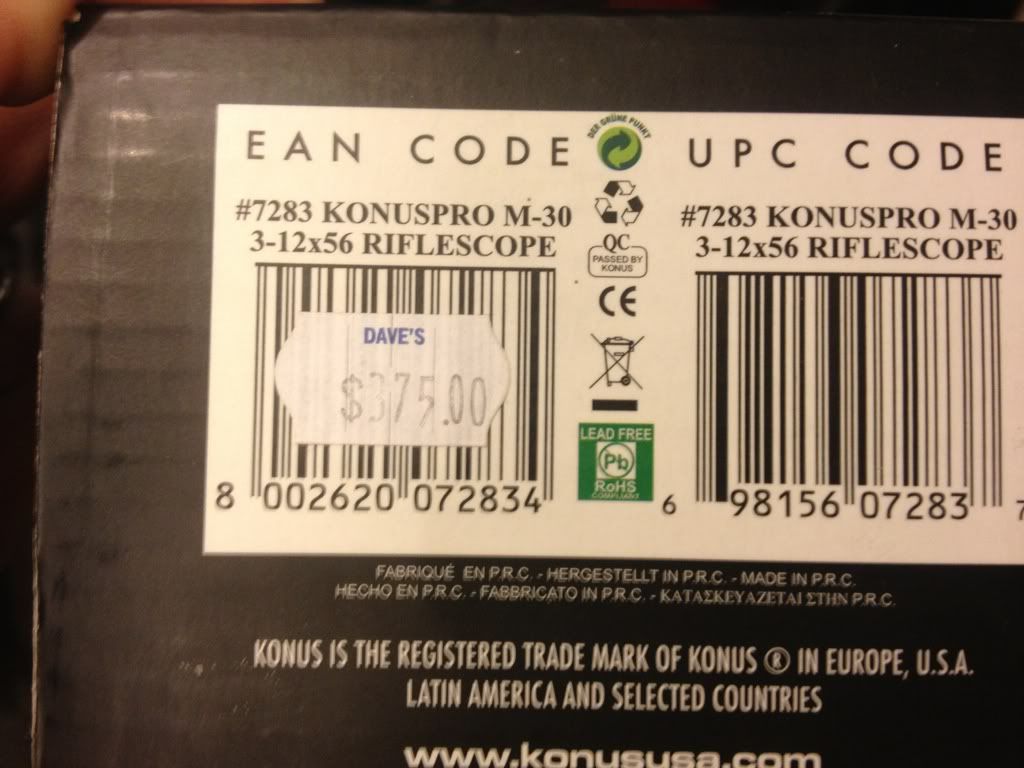 EAN CODE
#7283 KONUSPRO M-30
3-12x56 RIFLESCOPE
DAVE'S
$375.00
8 002620 072834
DER GRÜNE PUNKT
QC
PASSED BY
KONUS
CE
LEAD FREE
Pb
RoHS
COMPLIANT
UPC CODE
#7283 KONUSPRO M-30
3-12x56 RIFLESCOPE
6 98156 07283 7
FABRIQUÉ EN P.R.C. - HERGESTELLT IN P.R.C. - MADE IN P.R.C.
HECHO EN P.R.C. - FABBRICATO IN P.R.C. - ΚΑΤΑΣΚΕΥΑΖΕΤΑΙ ΣΤΗΝ P.R.C.
KONUS IS THE REGISTERED TRADE MARK OF KONUS ® IN EUROPE, U.S.A.
LATIN AMERICA AND SELECTED COUNTRIES
www.konususa.com